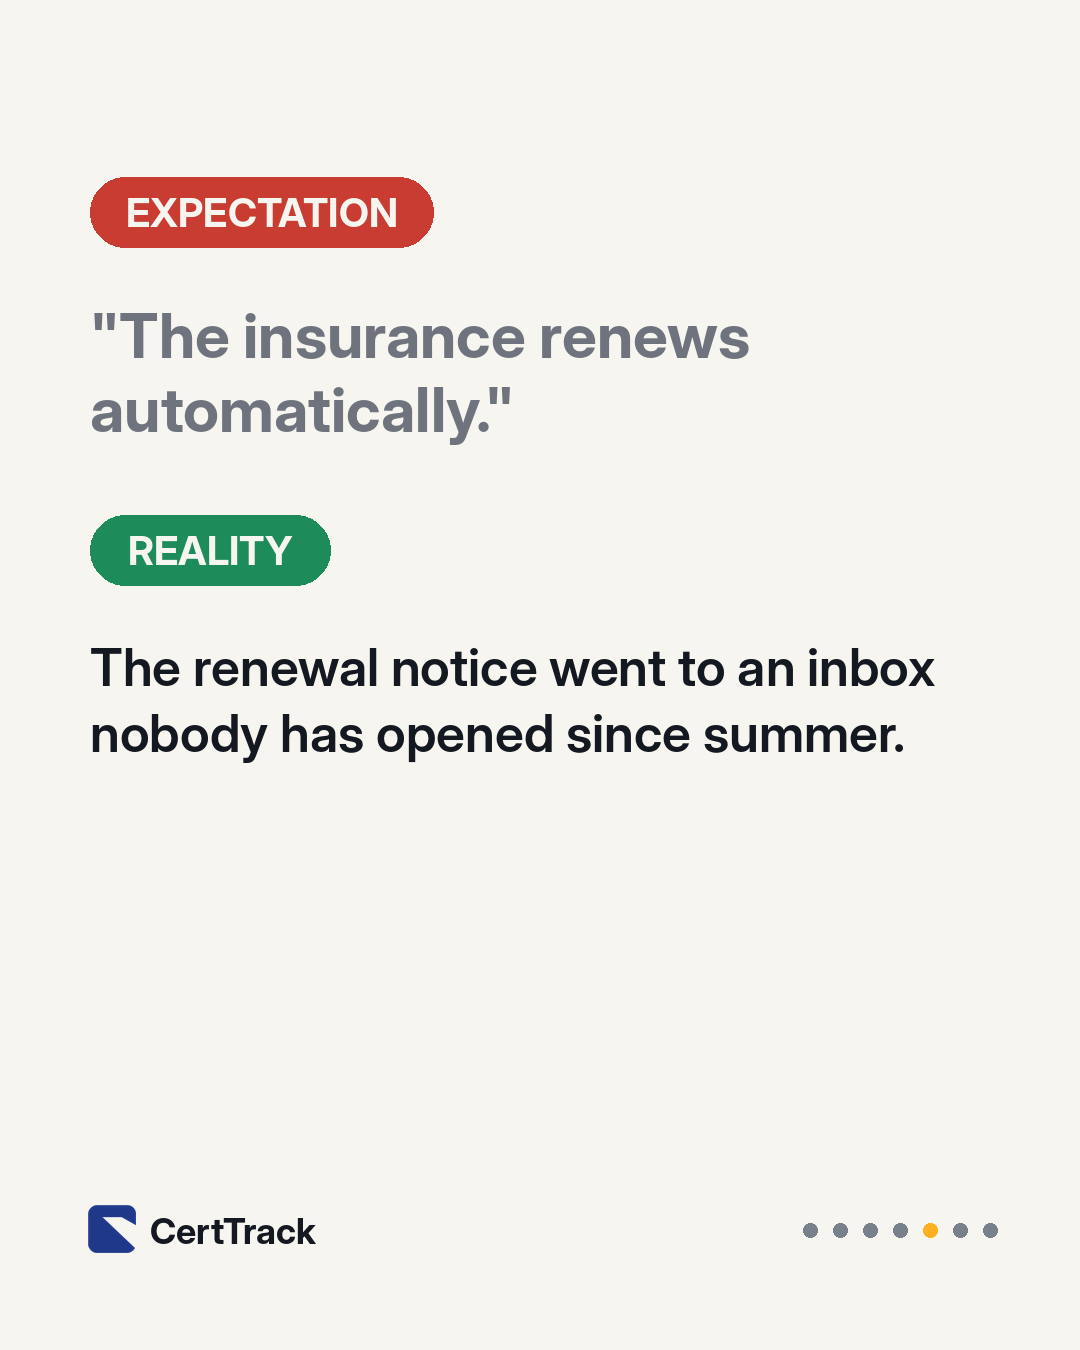 EXPECTATION
"The insurance renews
automatically."
REALITY
The renewal notice went to an inbox
nobody has opened since summer.
CertTrack